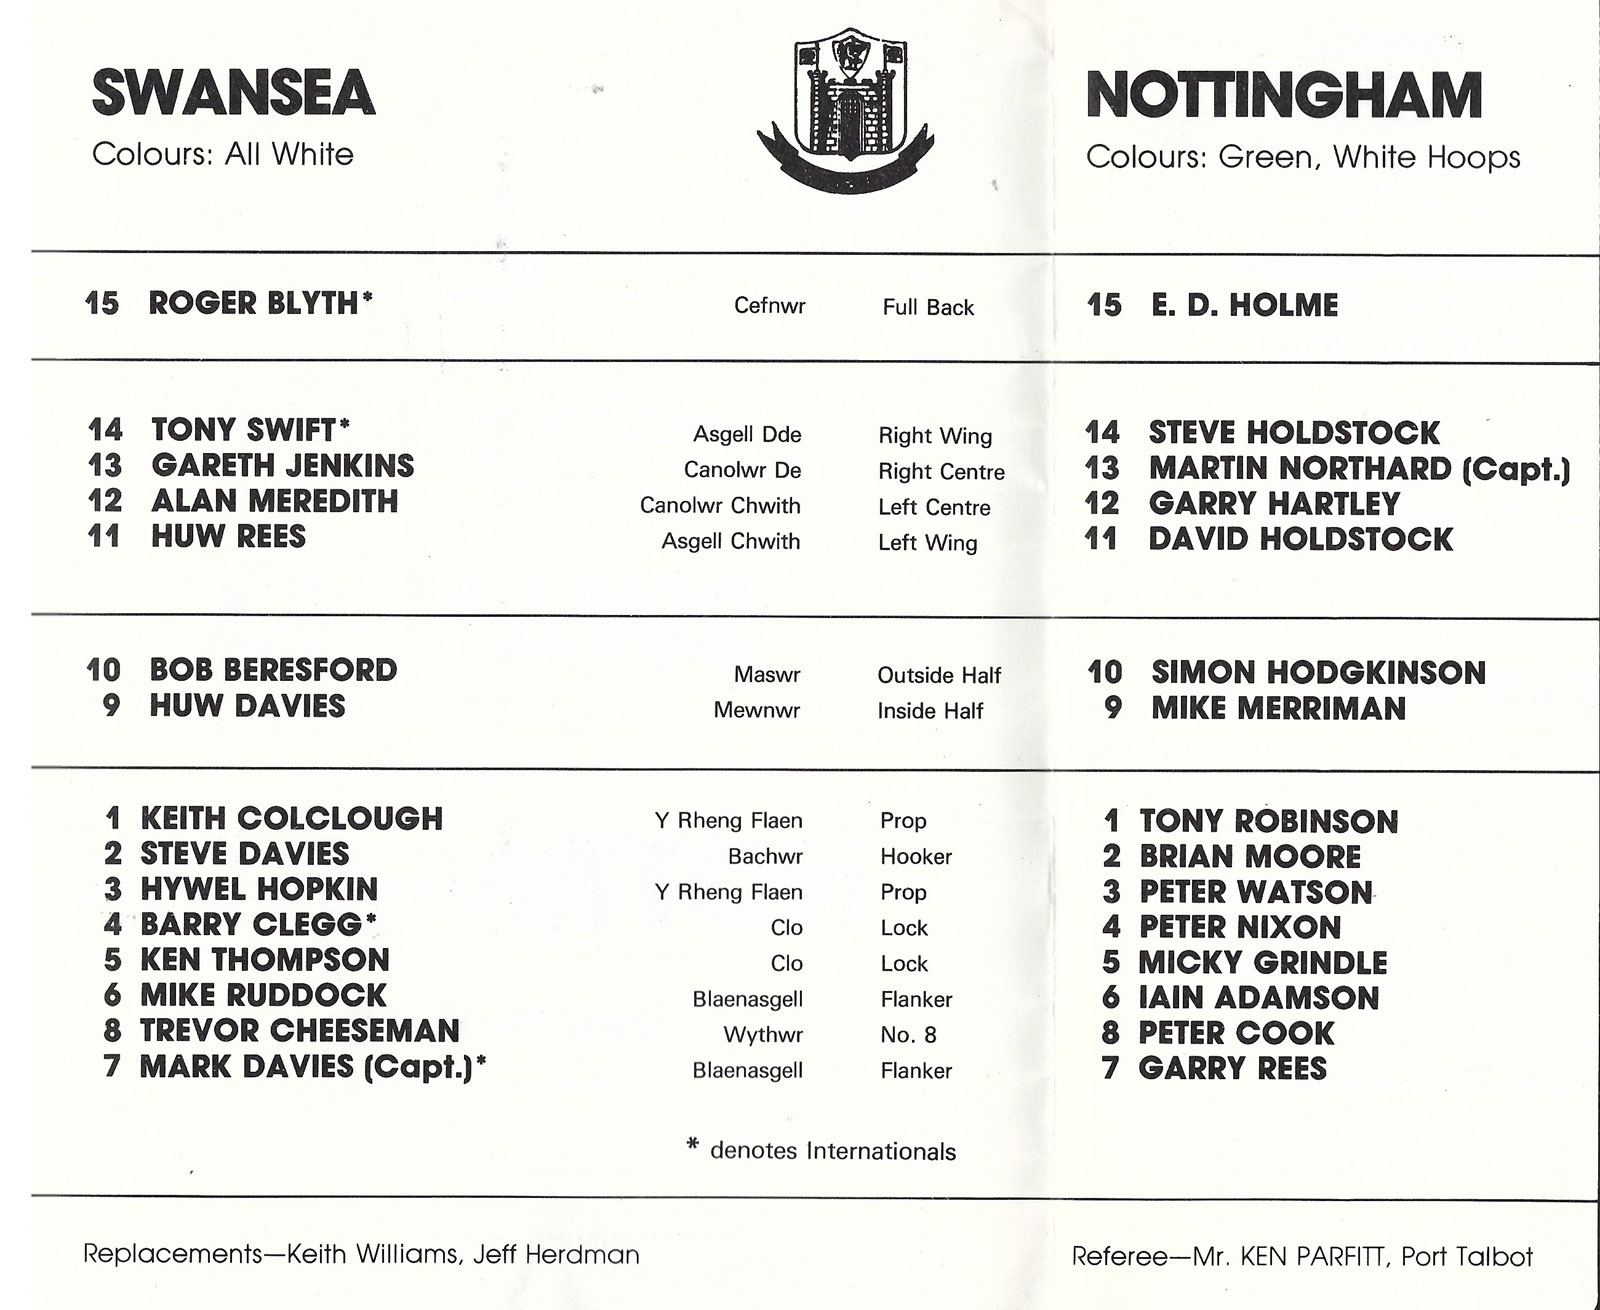 SWANSEA
Colours: All White
NOTTINGHAM
Colours: Green, White Hoops
15 ROGER BLYTH* Cefnwr Full Back 15 E. D. HOLME
14 TONY SWIFT* Asgell Dde Right Wing 14 STEVE HOLDSTOCK
13 GARETH JENKINS Canolwr De Right Centre 13 MARTIN NORTHARD (Capt.)
12 ALAN MEREDITH Canolwr Chwith Left Centre 12 GARRY HARTLEY
11 HUW REES Asgell Chwith Left Wing 11 DAVID HOLDSTOCK
10 BOB BERESFORD Maswr Outside Half 10 SIMON HODGKINSON
9 HUW DAVIES Mewnwr Inside Half 9 MIKE MERRIMAN
1 KEITH COLCLOUGH Y Rheng Flaen Prop 1 TONY ROBINSON
2 STEVE DAVIES Bachwr Hooker 2 BRIAN MOORE
3 HYWEL HOPKIN Y Rheng Flaen Prop 3 PETER WATSON
4 BARRY CLEGG* Clo Lock 4 PETER NIXON
5 KEN THOMPSON Clo Lock 5 MICKY GRINDLE
6 MIKE RUDDOCK Blaenasgell Flanker 6 IAIN ADAMSON
8 TREVOR CHEESEMAN Wythwr No. 8 8 PETER COOK
7 MARK DAVIES (Capt.)* Blaenasgell Flanker 7 GARRY REES
* denotes Internationals
Replacements—Keith Williams, Jeff Herdman
Referee—Mr. KEN PARFITT, Port Talbot